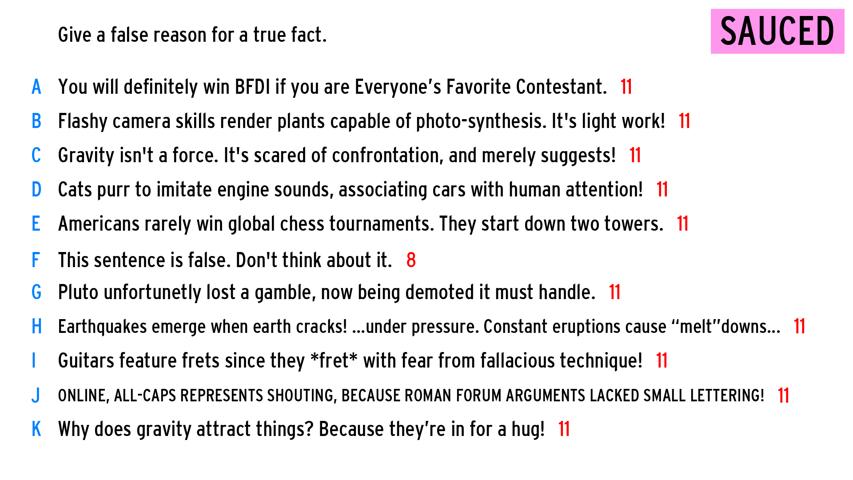 Give a false reason for a true fact.
SAUCED
A You will definitely win BFDI if you are Everyone's Favorite Contestant. 11
B Flashy camera skills render plants capable of photo-synthesis. It's light work! 11
C Gravity isn't a force. It's scared of confrontation, and merely suggests! 11
D Cats purr to imitate engine sounds, associating cars with human attention! 11
E Americans rarely win global chess tournaments. They start down two towers. 11
F This sentence is false. Don't think about it. 8
G Pluto unfortunetly lost a gamble, now being demoted it must handle. 11
H Earthquakes emerge when earth cracks! ...under pressure. Constant eruptions cause “melt”downs... 11
I Guitars feature frets since they *fret* with fear from fallacious technique! 11
J ONLINE, ALL-CAPS REPRESENTS SHOUTING, BECAUSE ROMAN FORUM ARGUMENTS LACKED SMALL LETTERING! 11
K Why does gravity attract things? Because they're in for a hug! 11